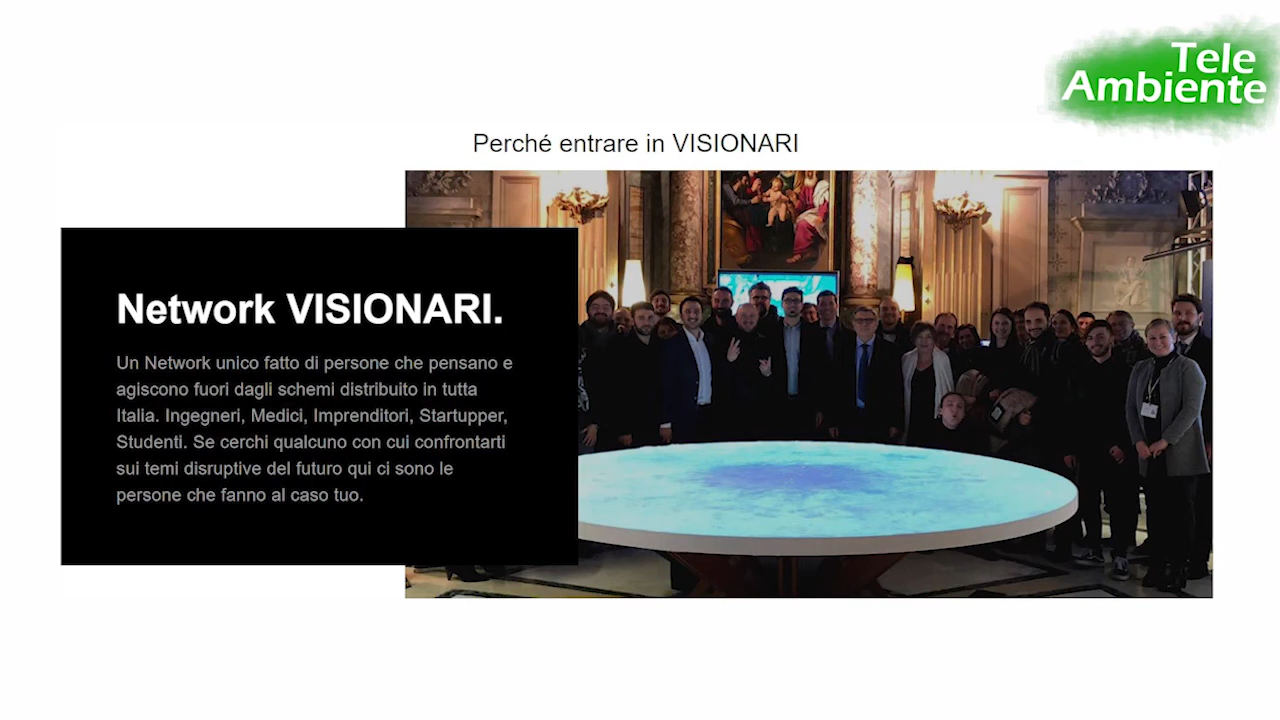 Tele
Ambiente
Perché entrare in VISIONARI
Network VISIONARI.
Un Network unico fatto di persone che pensano e
agiscono fuori dagli schemi distribuito in tutta
Italia. Ingegneri, Medici, Imprenditori, Startupper,
Studenti. Se cerchi qualcuno con cui confrontarti
sui temi disruptive del futuro qui ci sono le
persone che fanno al caso tuo.